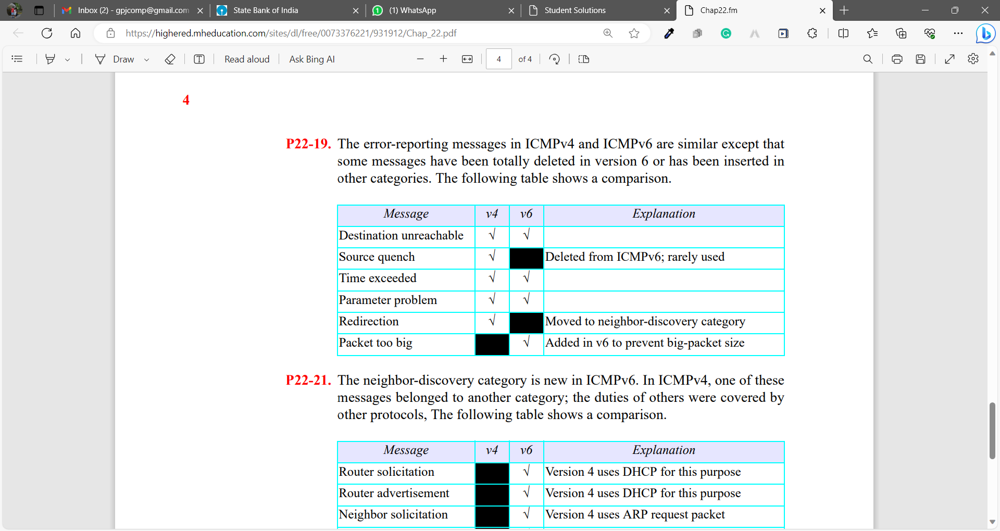 Inbox (2) - gpjcomp@gmail.com
State Bank of India
(1) WhatsApp
Student Solutions
Chap22.fm
https://highered.mheducation.com/sites/dl/free/0073376221/931912/Chap_22.pdf
Draw
Read aloud
Ask Bing AI
4 of 4
4
P22-19. The error-reporting messages in ICMPv4 and ICMPv6 are similar except that
some messages have been totally deleted in version 6 or has been inserted in
other categories. The following table shows a comparison.
Message v4 v6 Explanation
Destination unreachable √ √
Source quench √ Deleted from ICMPv6; rarely used
Time exceeded √ √
Parameter problem √ √
Redirection √ Moved to neighbor-discovery category
Packet too big √ Added in v6 to prevent big-packet size
P22-21. The neighbor-discovery category is new in ICMPv6. In ICMPv4, one of these
messages belonged to another category; the duties of others were covered by
other protocols, The following table shows a comparison.
Message v4 v6 Explanation
Router solicitation √ Version 4 uses DHCP for this purpose
Router advertisement √ Version 4 uses DHCP for this purpose
Neighbor solicitation √ Version 4 uses ARP request packet